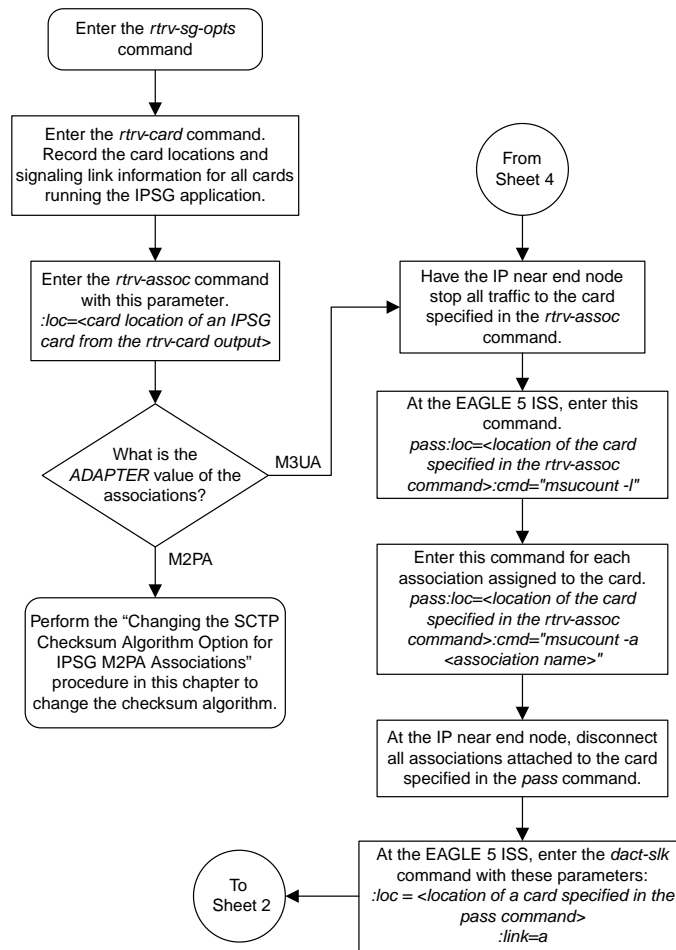 Enter the rtrv-sg-opts
command
Enter the rtrv-card command.
Record the card locations and
signaling link information for all cards
running the IPSG application.
Enter the rtrv-assoc command
with this parameter.
:loc=<card location of an IPSG
card from the rtrv-card output>
What is the
ADAPTER value of the
associations?
M3UA
M2PA
Perform the “Changing the SCTP
Checksum Algorithm Option for
IPSG M2PA Associations”
procedure in this chapter to
change the checksum algorithm.
From
Sheet 4
Have the IP near end node
stop all traffic to the card
specified in the rtrv-assoc
command.
At the EAGLE 5 ISS, enter this
command.
pass:loc=<location of the card
specified in the rtrv-assoc
command>:cmd="msucount -l"
Enter this command for each
association assigned to the card.
pass:loc=<location of the card
specified in the rtrv-assoc
command>:cmd="msucount -a
<association name>"
At the IP near end node, disconnect
all associations attached to the card
specified in the pass command.
At the EAGLE 5 ISS, enter the dact-slk
command with these parameters:
:loc = <location of a card specified in the
pass command>
:link=a
To
Sheet 2